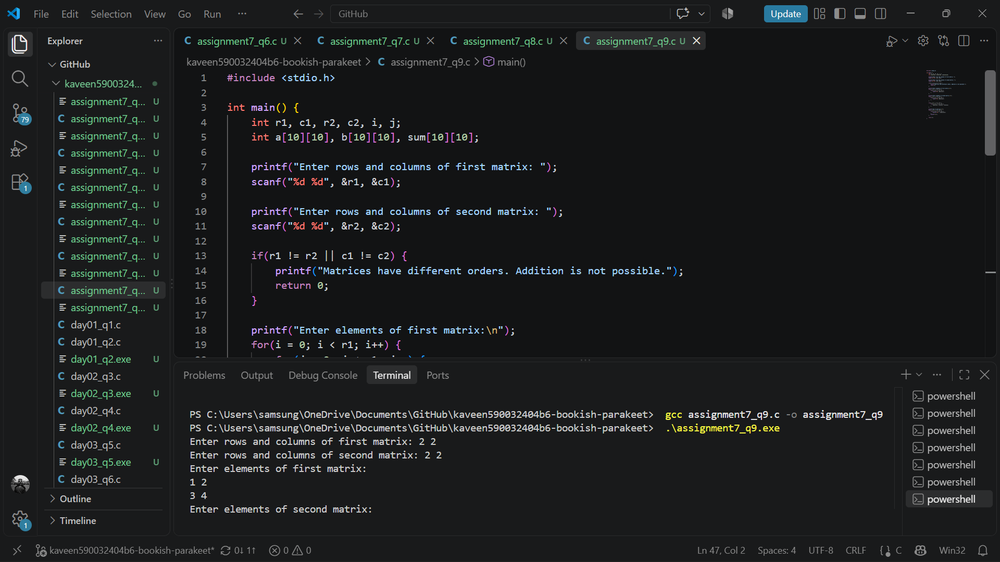 File Edit Selection View Go Run ··· GitHub Update
Explorer ···
GitHub
kaveen5900324...
assignment7_q... U
assignment7_q... U
assignment7_q... U
assignment7_q... U
assignment7_q... U
assignment7_q... U
assignment7_q... U
assignment7_q... U
assignment7_q... U
assignment7_q... U
assignment7_q... U
assignment7_q... U
assignment7_q... U
day01_q1.c
day01_q2.c
day01_q2.exe U
day02_q3.c
day02_q3.exe U
day02_q4.c
day02_q4.exe U
day03_q5.c
day03_q5.exe U
day03_q6.c
Outline
Timeline
79
1
1
C assignment7_q6.c U C assignment7_q7.c U C assignment7_q8.c U C assignment7_q9.c U
kaveen590032404b6-bookish-parakeet > C assignment7_q9.c > main()
1 #include <stdio.h>
2
3 int main() {
4 int r1, c1, r2, c2, i, j;
5 int a[10][10], b[10][10], sum[10][10];
6
7 printf("Enter rows and columns of first matrix: ");
8 scanf("%d %d", &r1, &c1);
9
10 printf("Enter rows and columns of second matrix: ");
11 scanf("%d %d", &r2, &c2);
12
13 if(r1 != r2 || c1 != c2) {
14 printf("Matrices have different orders. Addition is not possible.");
15 return 0;
16 }
17
18 printf("Enter elements of first matrix:\n");
19 for(i = 0; i < r1; i++) {
Problems Output Debug Console Terminal Ports
PS C:\Users\samsung\OneDrive\Documents\GitHub\kaveen590032404b6-bookish-parakeet> gcc assignment7_q9.c -o assignment7_q9
PS C:\Users\samsung\OneDrive\Documents\GitHub\kaveen590032404b6-bookish-parakeet> .\assignment7_q9.exe
Enter rows and columns of first matrix: 2 2
Enter rows and columns of second matrix: 2 2
Enter elements of first matrix:
1 2
3 4
Enter elements of second matrix:
powershell
powershell
powershell
powershell
powershell
powershell
powershell
kaveen590032404b6-bookish-parakeet* 0↓ 1↑ 0 0 Ln 47, Col 2 Spaces: 4 UTF-8 CRLF {} C Win32